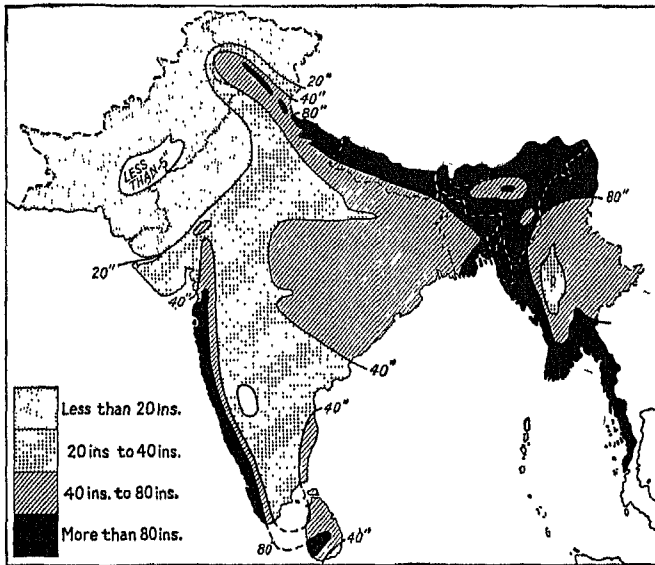 20"
40"
80"
LESS
THAN-5"
80"
20"
40"
40"
40"
80
40"
Less than 20 Ins.
20 ins to 40 ins.
40 ins. to 80 ins.
More than 80 ins.